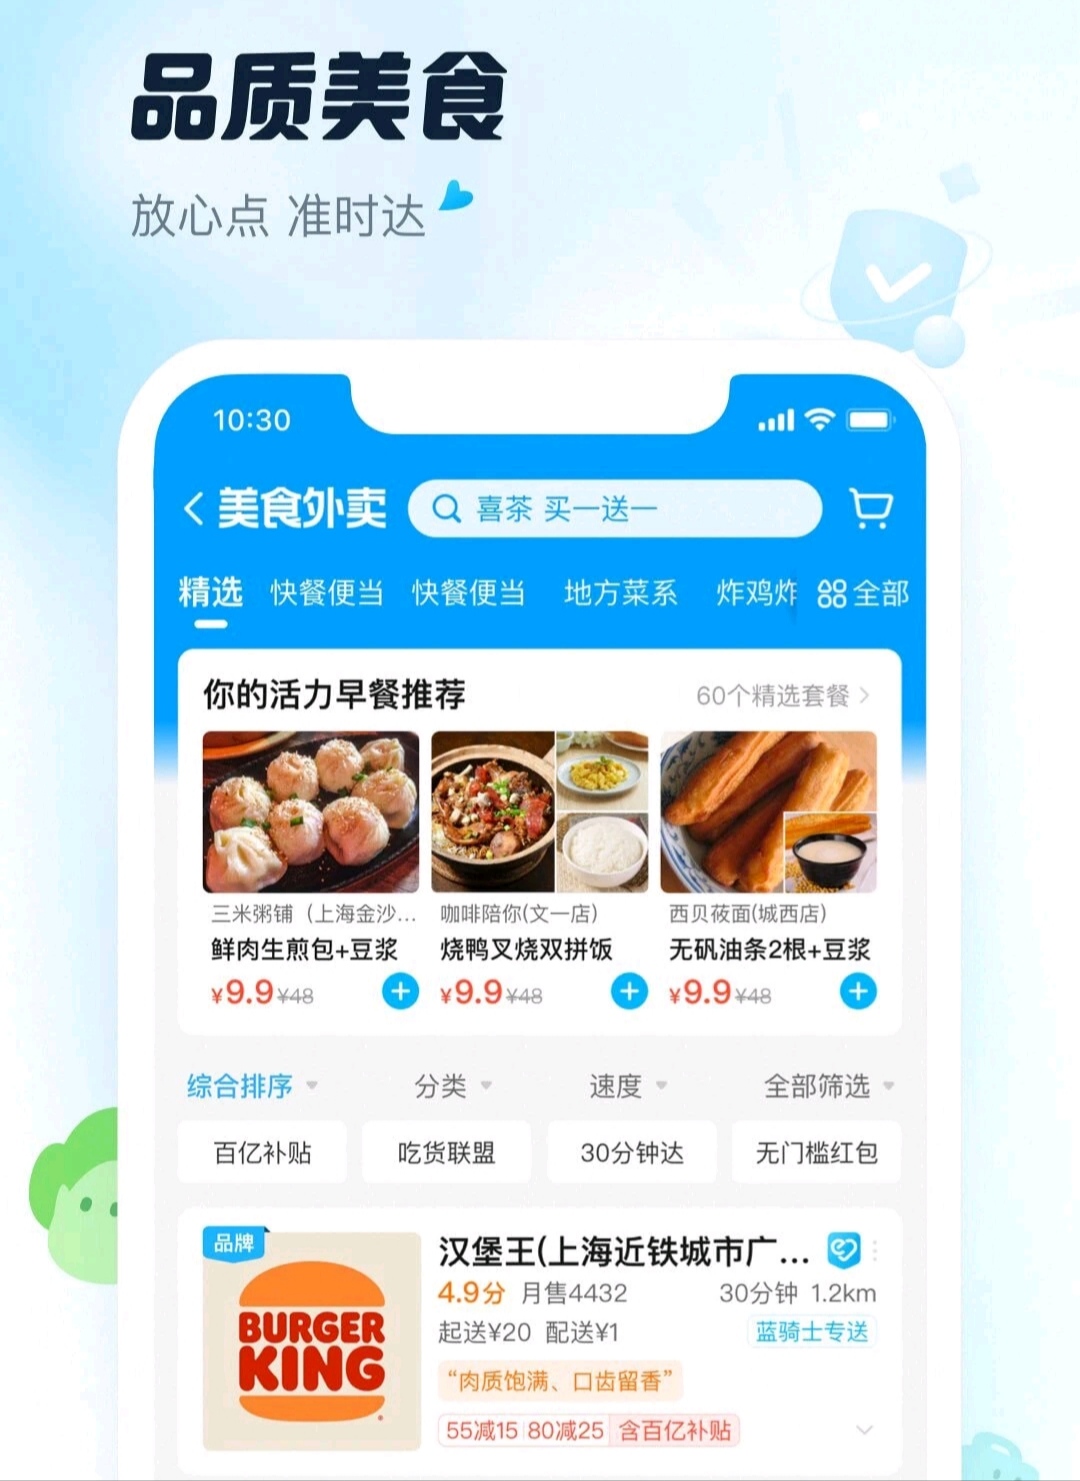 品质美食
放心点 准时达
10:30
美食外卖
喜茶 买一送一
精选 快餐便当 快餐便当 地方菜系 炸鸡炸 全部
你的活力早餐推荐 60个精选套餐
三米粥铺（上海金沙... 咖啡陪你(文一店) 西贝莜面(城西店)
鲜肉生煎包+豆浆 烧鸭叉烧双拼饭 无矾油条2根+豆浆
¥9.9 ¥48 ¥9.9 ¥48 ¥9.9 ¥48
综合排序 分类 速度 全部筛选
百亿补贴 吃货联盟 30分钟达 无门槛红包
品牌
BURGER
KING
汉堡王(上海近铁城市广...
4.9分 月售4432 30分钟 1.2km
起送¥20 配送¥1 蓝骑士专送
“肉质饱满、口齿留香”
55减15 80减25 含百亿补贴